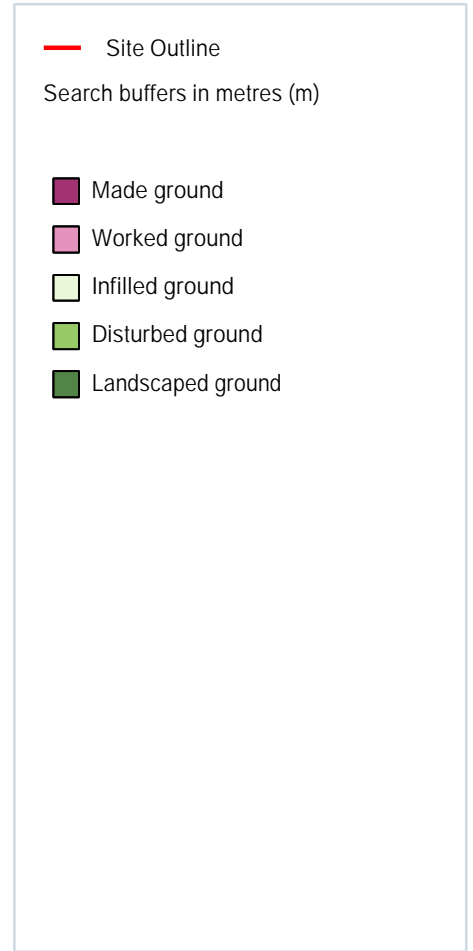 Site Outline
Search buffers in metres (m)
Made ground
Worked ground
Infilled ground
Disturbed ground
Landscaped ground